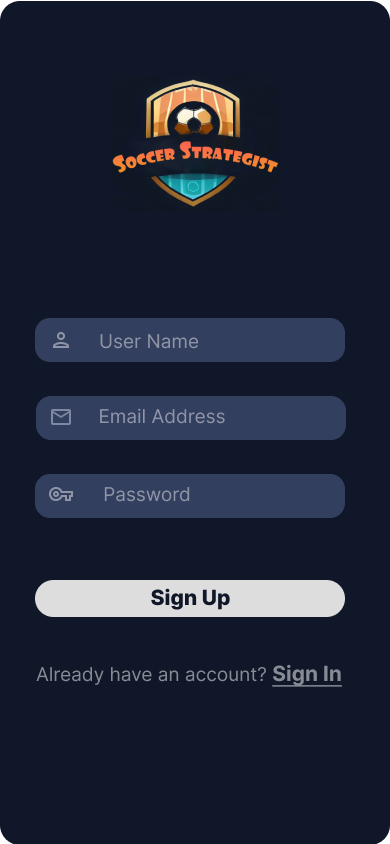 Soccer Strategist
User Name
Email Address
Password
Sign Up
Already have an account? Sign In